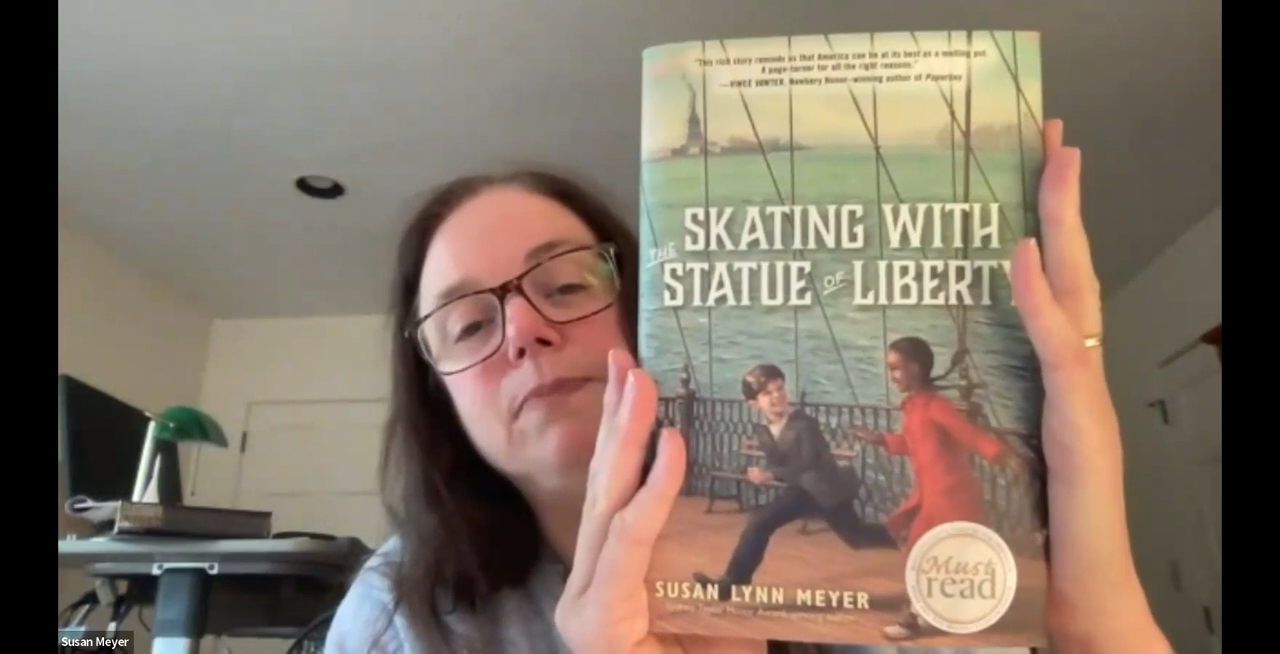 "This rich story reminds us that America can be at its best as a melting pot.
A page-turner for all the right reasons."
—VINCE VAWTER, Newbery Honor–winning author of Paperboy
SKATING WITH
THE
STATUE OF LIBERTY
SUSAN LYNN MEYER
Must
read
Susan Meyer